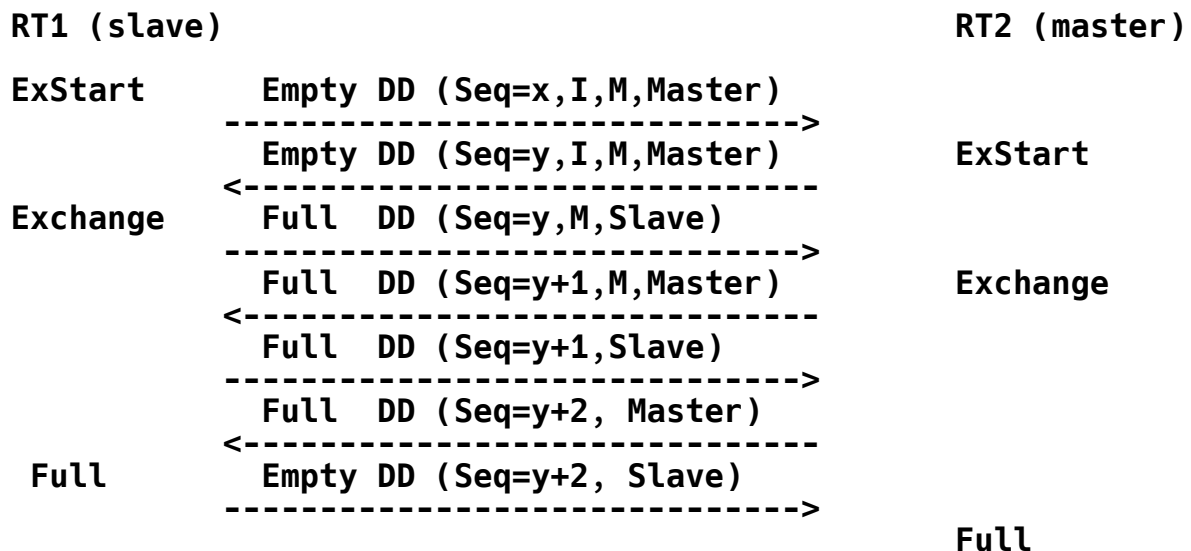 RT1 (slave)                                      RT2 (master)
ExStart      Empty DD (Seq=x,I,M,Master)
           ------------------------------>
             Empty DD (Seq=y,I,M,Master)       ExStart
           <------------------------------
Exchange     Full  DD (Seq=y,M,Slave)
           ------------------------------>
             Full  DD (Seq=y+1,M,Master)       Exchange
           <------------------------------
             Full  DD (Seq=y+1,Slave)
           ------------------------------>
             Full  DD (Seq=y+2, Master)
           <------------------------------
 Full        Empty DD (Seq=y+2, Slave)
           ------------------------------>
                                                 Full